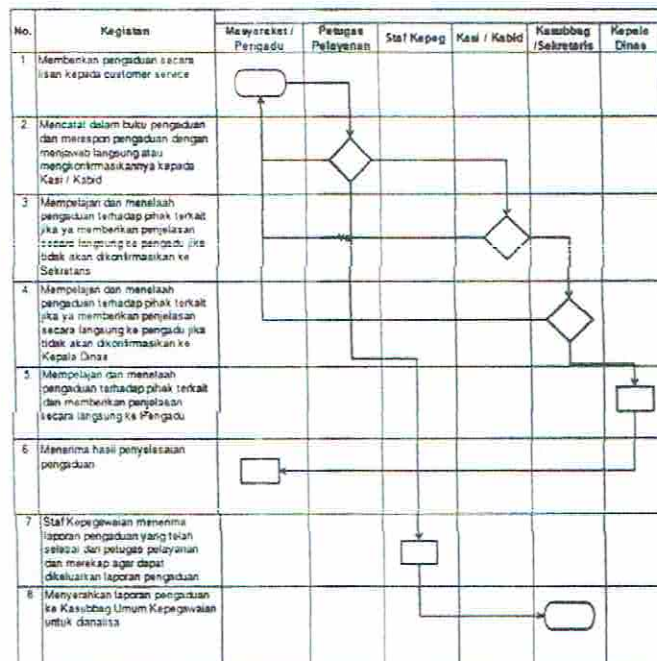 No.
Kegiatan
Masyaraket /
Pengadu
Petugas
Pelayanan
Staf Kepeg
Kasi / Kabid
Kasubbag
/Sekretaris
Kepala
Dinas
1 Memberikan pengaduan secara
lisan kepada customer service
2. Mencatat dalam buku pengaduan
dan merespon pengaduan dengan
menjawab langsung atau
mengkonfirmasikannya kepada
Kasi / Kabid
3 Mempelajari dan menelaah
pengaduan terhadap pihak terkait
jika ya memberikan penjelasan
secara langsung ke pengadu jika
tidak akan dikonfirmasikan ke
Sekretaris
4. Mempelajari dan menelaah
pengaduan terhadap pihak terkait
jika ya memberikan penjelasan
secara langsung ke pengadu jika
tidak akan dikonfirmasikan ke
Kepala Dinas
5. Mempelajari dan menelaah
pengaduan terhadap pihak terkait
dan memberikan penjelasan
secara langsung ke Pengadu
6 Menerima hasil penyelesaian
pengaduan
7 Staf Kepegawaian menerima
laporan pengaduan yang telah
selesai dari petugas pelayanan
dan merekap agar dapat
dikeluarkan laporan pengaduan
8 Menyerahkan laporan pengaduan
ke Kasubbag Umum Kepegawaian
untuk dianalisa